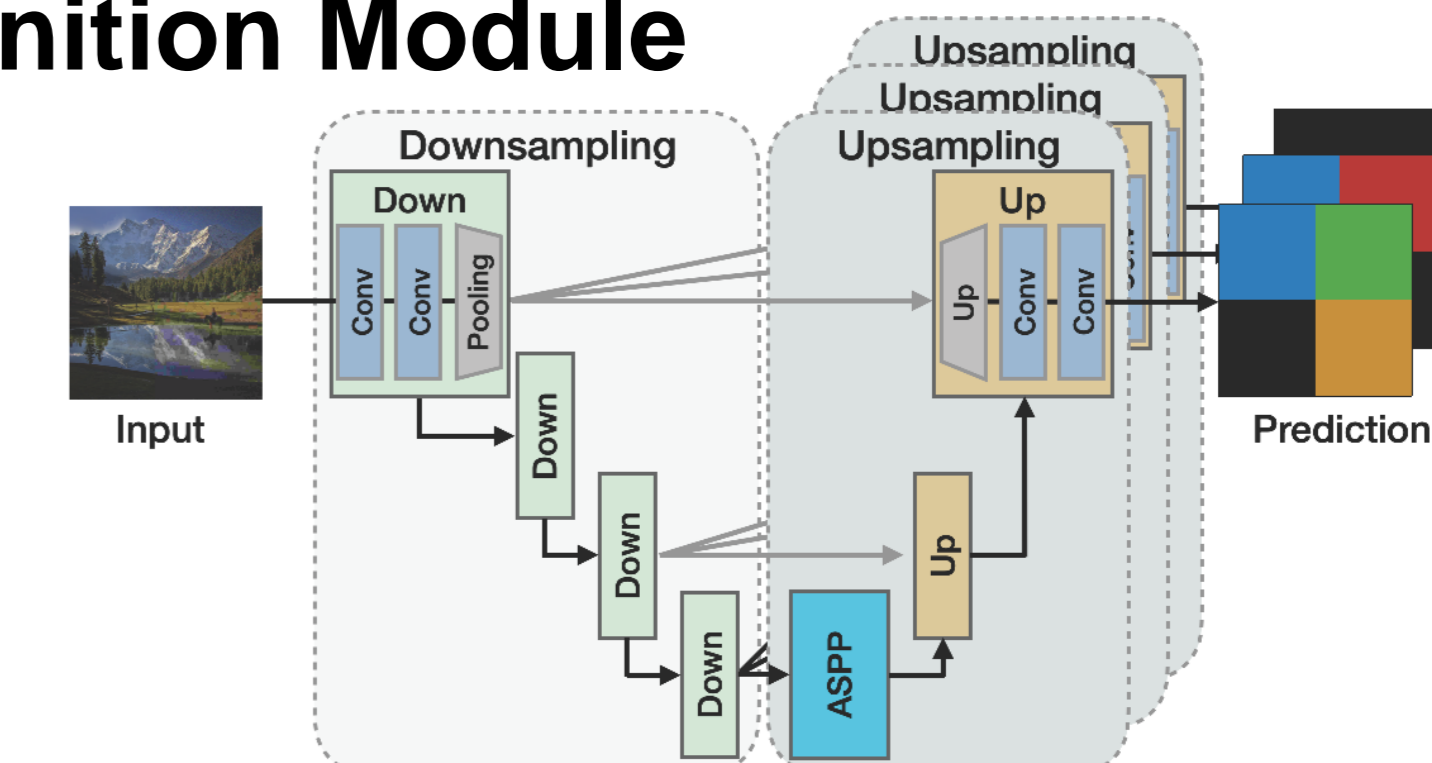 nition Module
Upsampling
Upsampling
Downsampling
Upsampling
Down
Up
Conv
Conv
Pooling
Up
Conv
Conv
Input
Prediction
Down
Down
Up
Down
ASPP